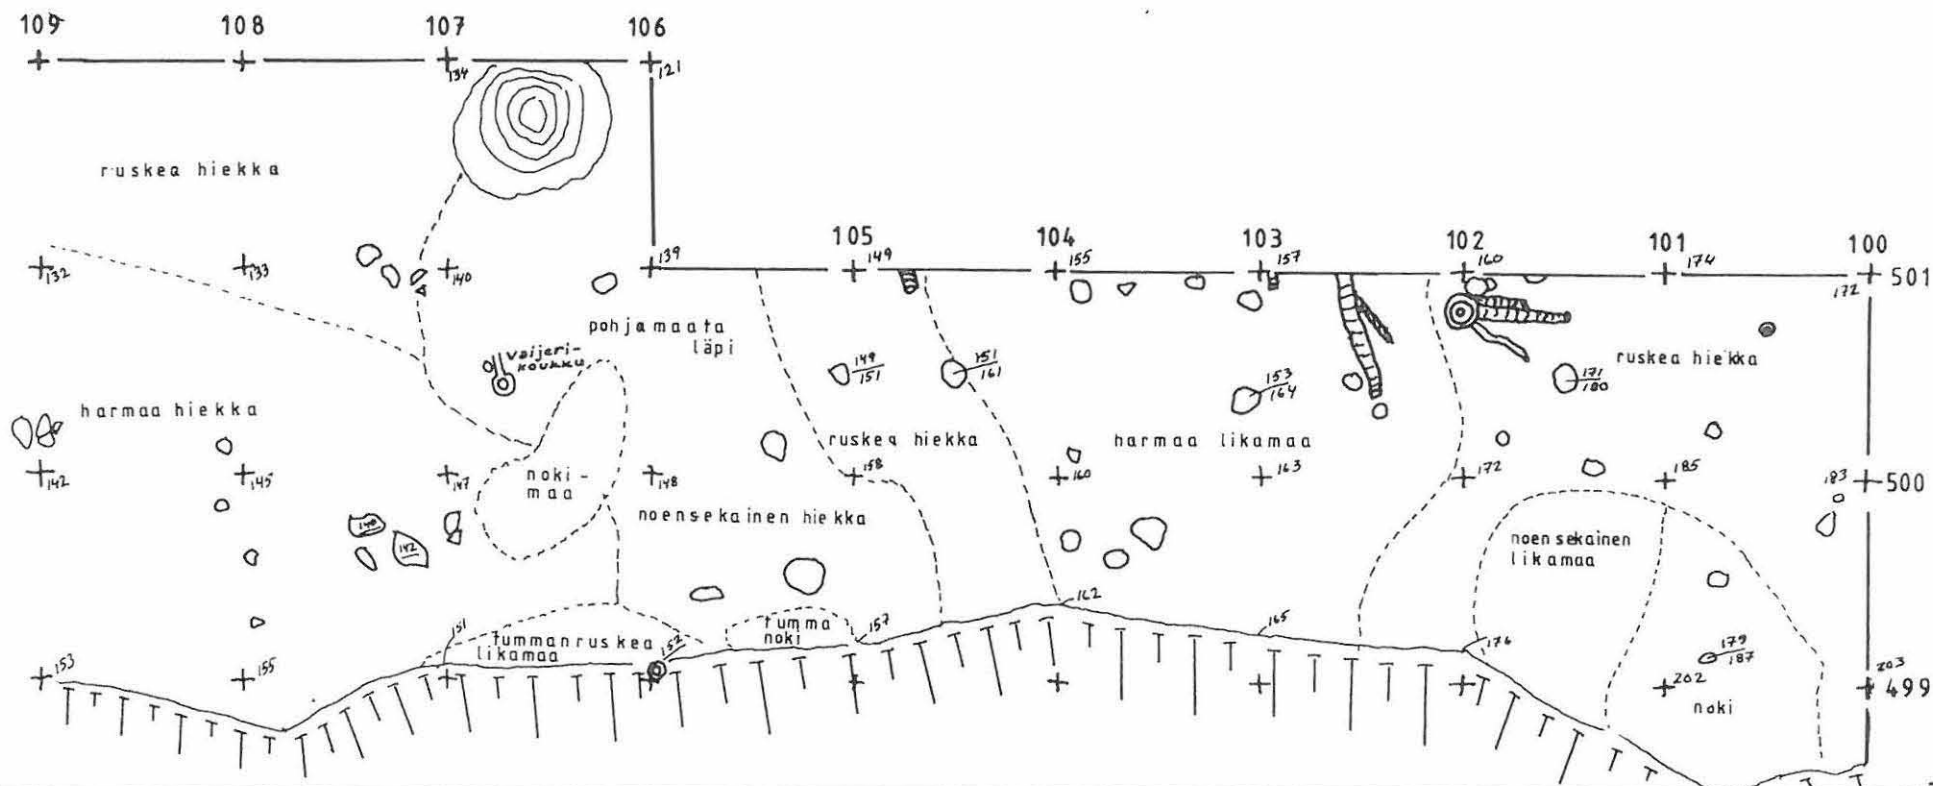 109 108 107 106
134 121
ruskea hiekka
105 104 103 102 101 100
132 133 140 139 149 155 157 160 174 172 501
pohjamaata
läpi
vaijeri-
koukku
149
151
151
161
153
164
171
180
ruskea hiekka
harmaa hiekka
ruskea hiekka
harmaa likamaa
142 145 147 148 158 160 163 172 185 183 500
noki-
maa
noensekainen hiekka
140
142
noensekainen
likamaa
162
151 tummanruskea
likamaa
152
tumma
noki
157 165 176
179
187
153 155 202 203 499
noki